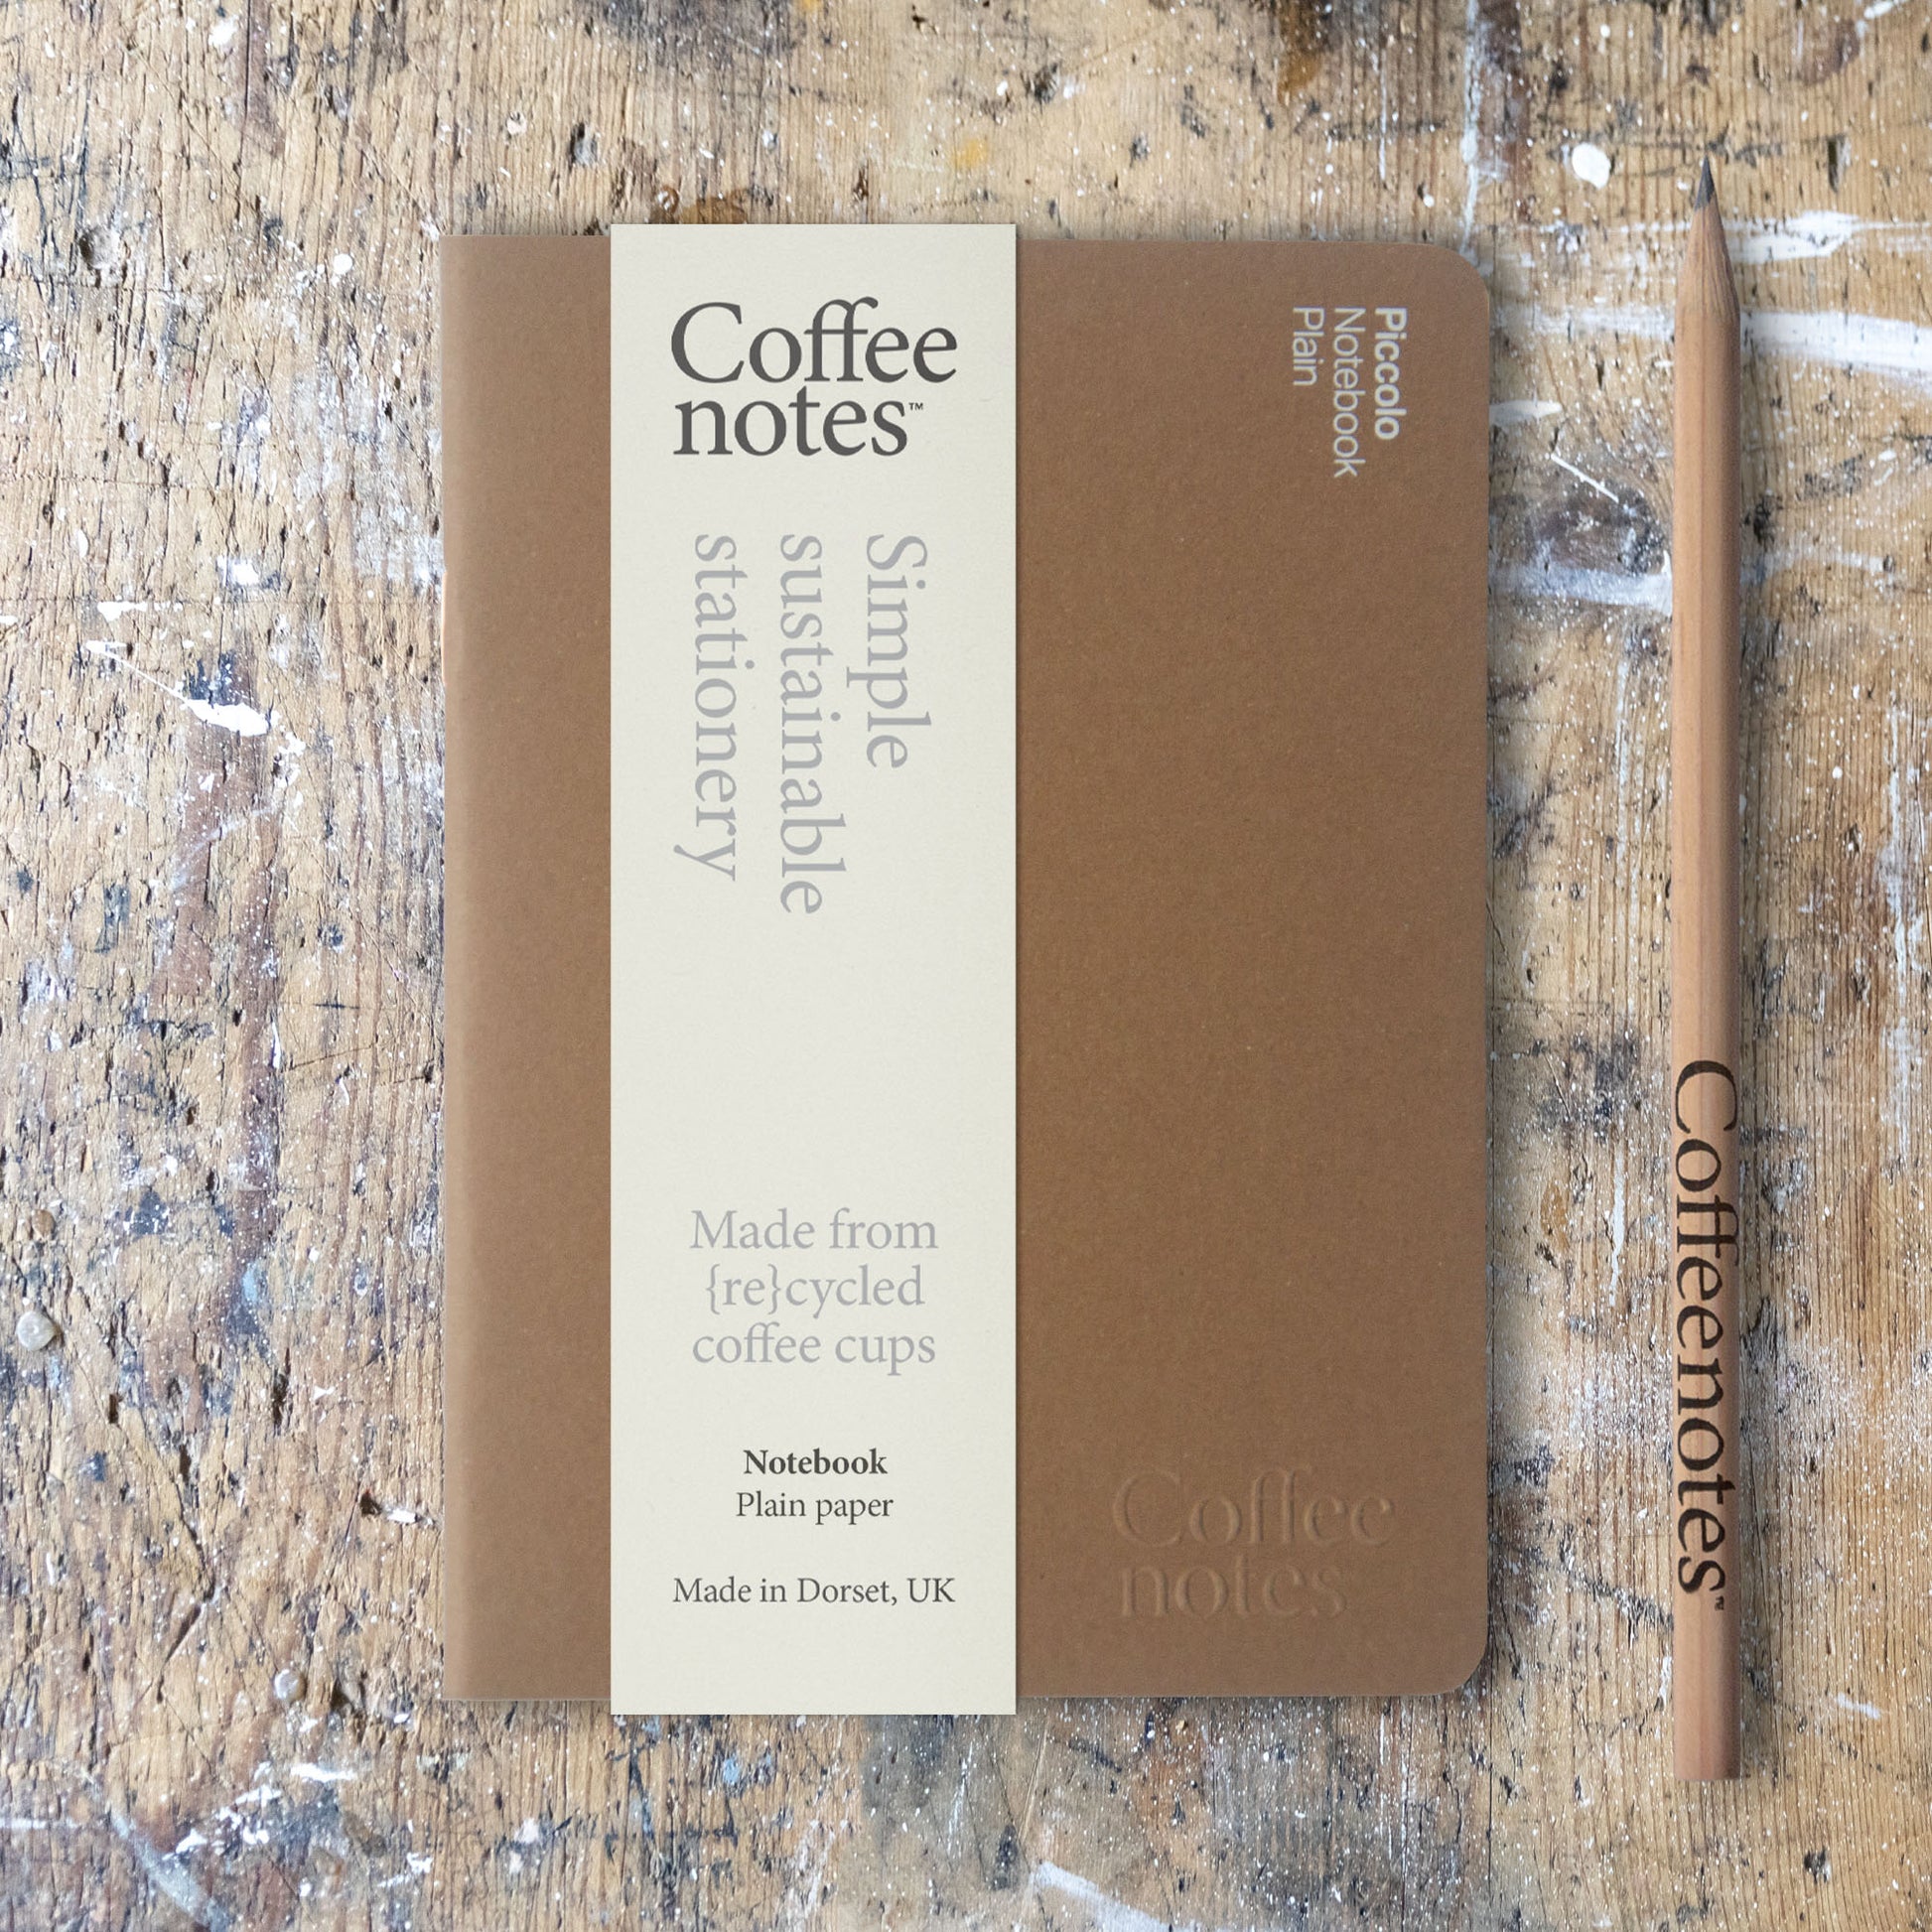 Coffee
notes™
Simple
sustainable
stationery
Made from
{re}cycled
coffee cups
Notebook
Plain paper
Made in Dorset, UK
Piccolo
Notebook
Plain
Coffee
notes
Coffeenotes™